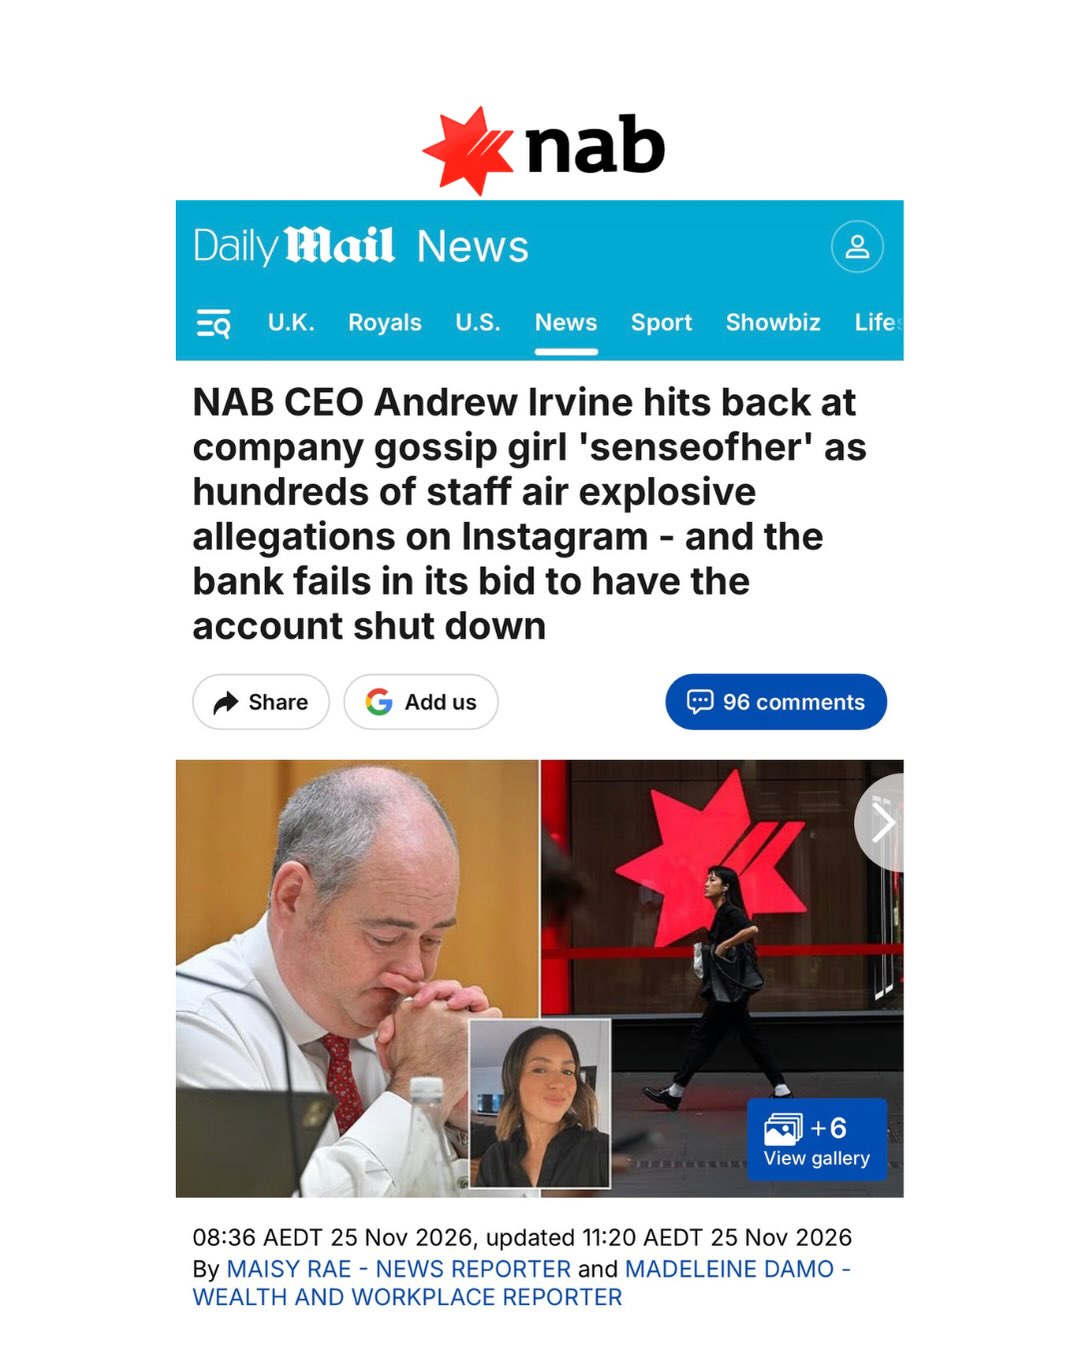 nab
Daily Mail News
U.K. Royals U.S. News Sport Showbiz Life
NAB CEO Andrew Irvine hits back at
company gossip girl 'senseofher' as
hundreds of staff air explosive
allegations on Instagram - and the
bank fails in its bid to have the
account shut down
Share Add us 96 comments
+6
View gallery
08:36 AEDT 25 Nov 2026, updated 11:20 AEDT 25 Nov 2026
By MAISY RAE - NEWS REPORTER and MADELEINE DAMO -
WEALTH AND WORKPLACE REPORTER